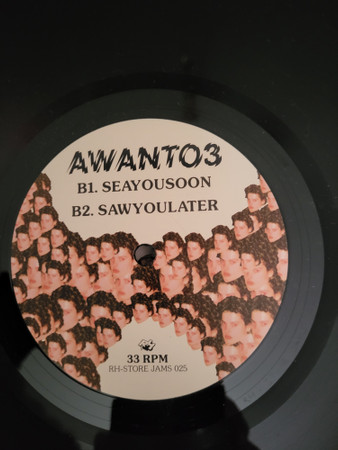 AWANTO3
B1. SEAYOUSOON
B2. SAWYOULATER
33 RPM
RH-STORE JAMS 025